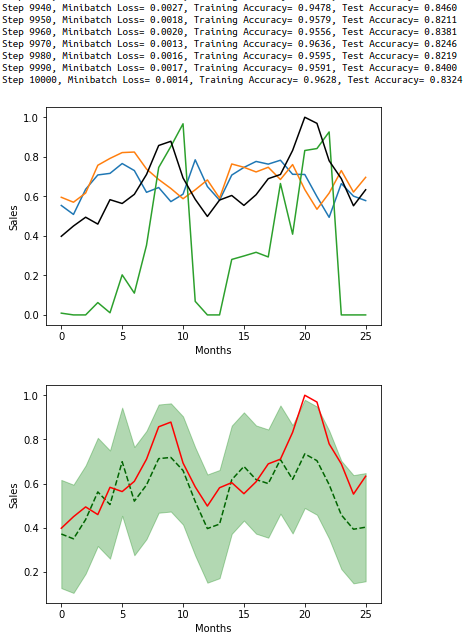 Step 9940, Minibatch Loss= 0.0027, Training Accuracy= 0.9478, Test Accuracy= 0.8460
Step 9950, Minibatch Loss= 0.0018, Training Accuracy= 0.9579, Test Accuracy= 0.8211
Step 9960, Minibatch Loss= 0.0020, Training Accuracy= 0.9556, Test Accuracy= 0.8381
Step 9970, Minibatch Loss= 0.0013, Training Accuracy= 0.9636, Test Accuracy= 0.8246
Step 9980, Minibatch Loss= 0.0016, Training Accuracy= 0.9595, Test Accuracy= 0.8219
Step 9990, Minibatch Loss= 0.0017, Training Accuracy= 0.9591, Test Accuracy= 0.8400
Step 10000, Minibatch Loss= 0.0014, Training Accuracy= 0.9628, Test Accuracy= 0.8324
1.0
0.8
0.6
0.4
0.2
0.0
Sales
0 5 10 15 20 25
Months
1.0
0.8
0.6
0.4
0.2
Sales
0 5 10 15 20 25
Months